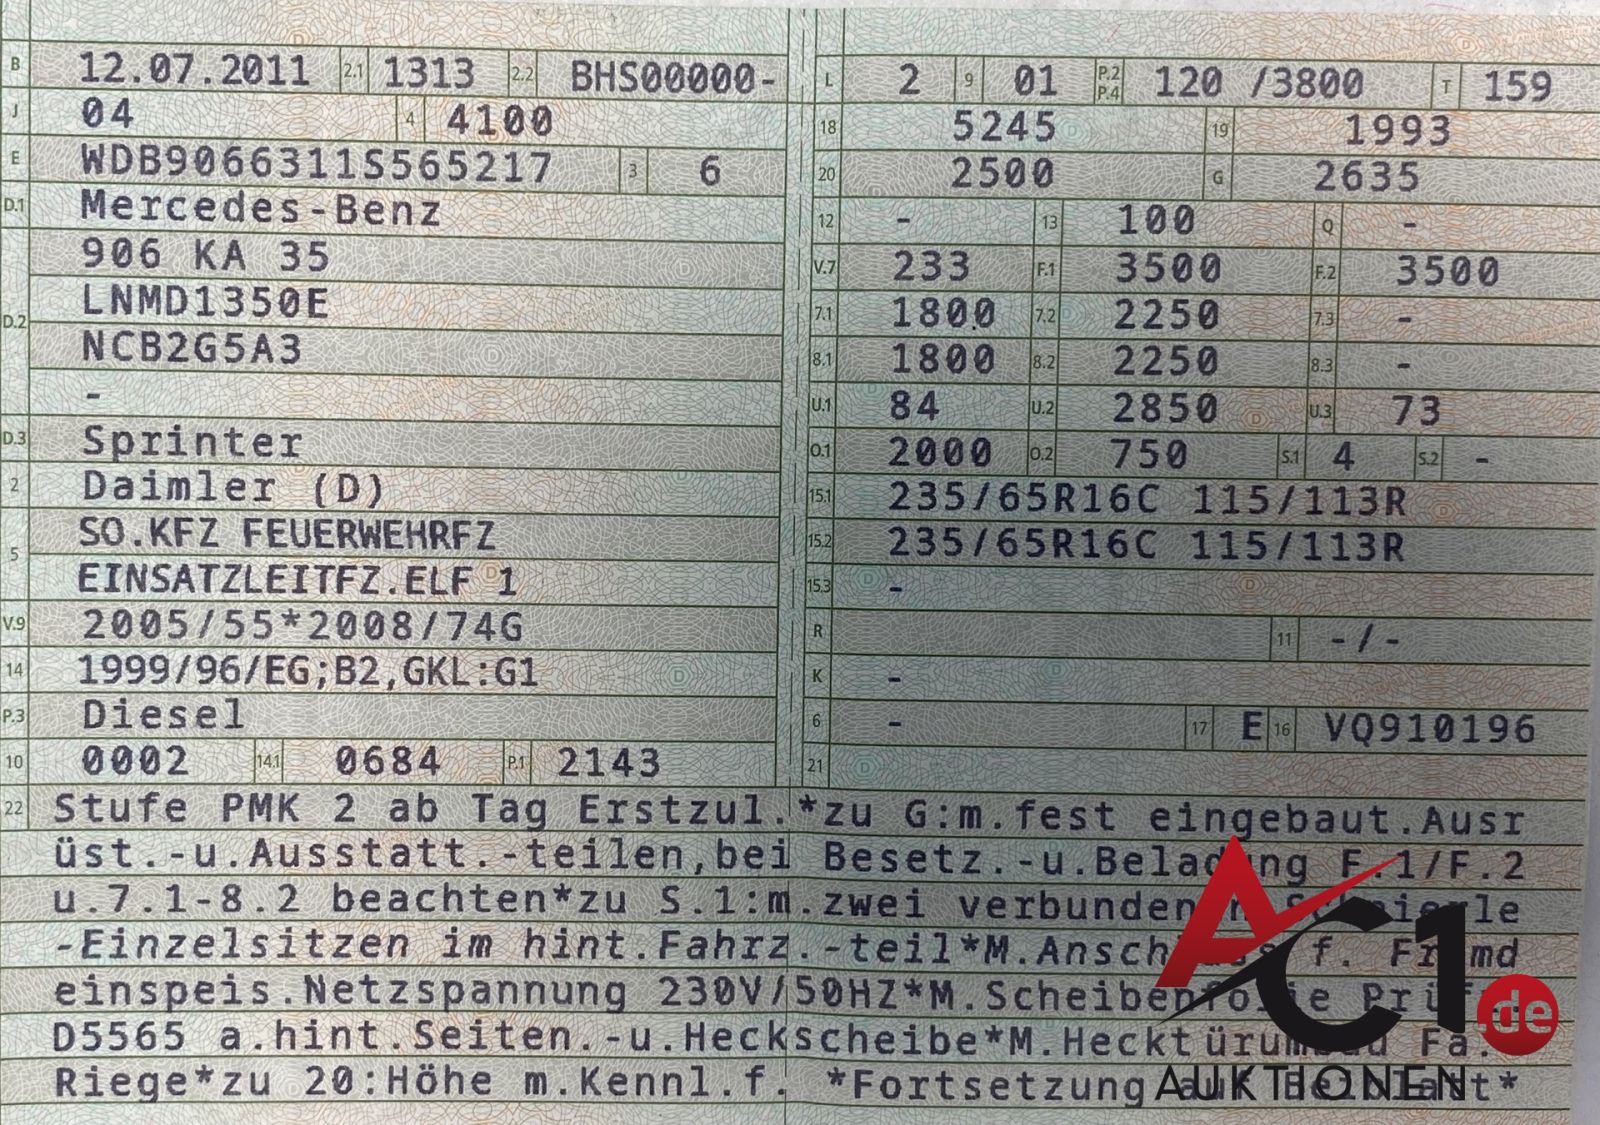 B 12.07.2011 2.1 1313 2.2 BHS00000-
J 04 4 4100
E WDB9066311S565217 3 6
D.1 Mercedes-Benz
906 KA 35
D.2 LNMD1350E
NCB2G5A3
-
D.3 Sprinter
2 Daimler (D)
5 SO.KFZ FEUERWEHRFZ
EINSATZLEITFZ.ELF 1
V.9 2005/55*2008/74G
14 1999/96/EG;B2,GKL:G1
P.3 Diesel
10 0002 14.1 0684 P.1 2143
L 2 9 01 P.2 P.4 120 /3800 T 159
18 5245 19 1993
20 2500 G 2635
12 - 13 100 Q -
V.7 233 F.1 3500 F.2 3500
7.1 1800 7.2 2250 7.3 -
8.1 1800 8.2 2250 8.3 -
U.1 84 U.2 2850 U.3 73
O.1 2000 O.2 750 S.1 4 S.2 -
15.1 235/65R16C 115/113R
15.2 235/65R16C 115/113R
15.3 -
R 11 -/-
K -
6 - 17 E 16 VQ910196
21
22 Stufe PMK 2 ab Tag Erstzul.*zu G:m.fest eingebaut.Ausr
üst.-u.Ausstatt.-teilen,bei Besetz.-u.Beladung F.1/F.2
u.7.1-8.2 beachten*zu S.1:m.zwei verbundenen
-Einzelsitzen im hint.Fahrz.-teil*M.Anschluss f. Fremd
einspeis.Netzspannung 230V/50HZ*M.Scheibenfolie Prüf
D5565 a.hint.Seiten.-u.Heckscheibe*M.Hecktürumbau Fa.
Riege*zu 20:Höhe m.Kennl.f. *Fortsetzung auf Beiblatt*
AC1.de
AUKTIONEN